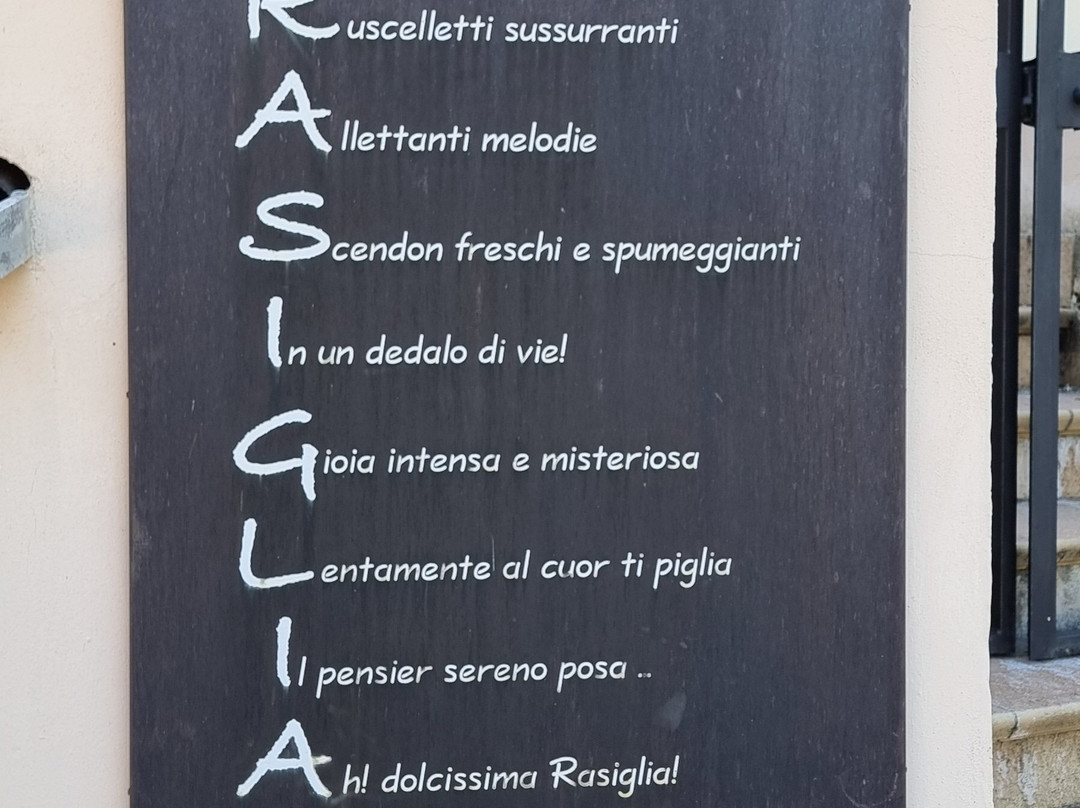 Ruscelletti sussurranti
Allettanti melodie
Scendon freschi e spumeggianti
In un dedalo di vie!
Gioia intensa e misteriosa
Lentamente al cuor ti piglia
Il pensier sereno posa ..
Ah! dolcissima Rasiglia!